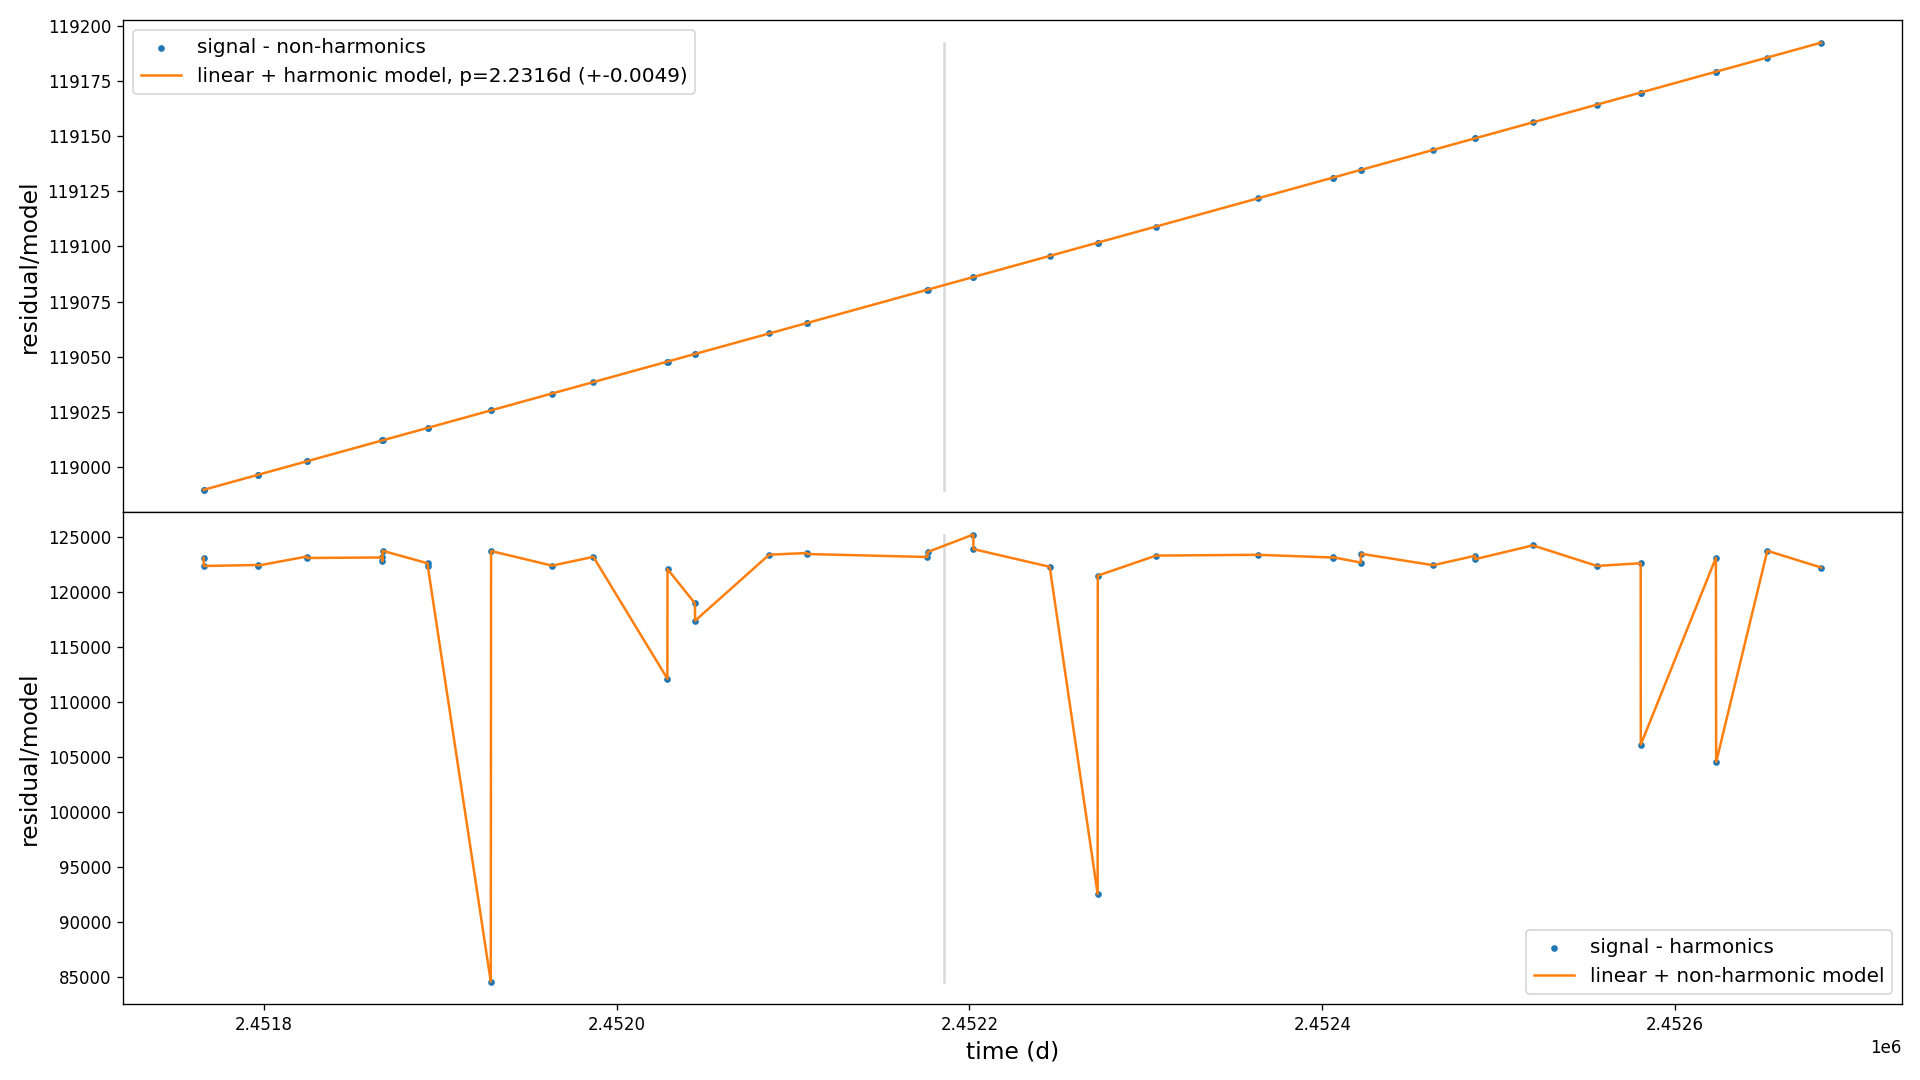 119200
119175
119150
119125
119100
119075
119050
119025
119000
residual/model
signal - non-harmonics
linear + harmonic model, p=2.2316d (+-0.0049)
125000
120000
115000
110000
105000
100000
95000
90000
85000
residual/model
signal - harmonics
linear + non-harmonic model
2.4518 2.4520 2.4522 2.4524 2.4526
time (d)
1e6